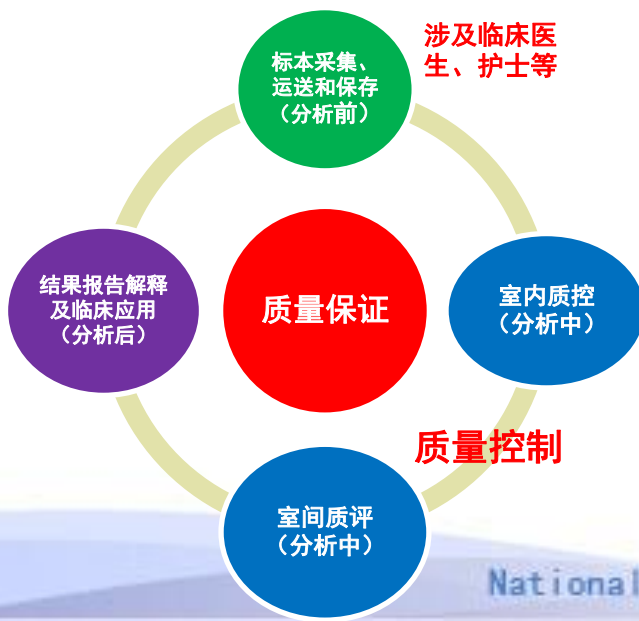 标本采集、
运送和保存
（分析前）
涉及临床医
生、护士等
结果报告解释
及临床应用
（分析后）
质量保证
室内质控
（分析中）
质量控制
室间质评
（分析中）
National